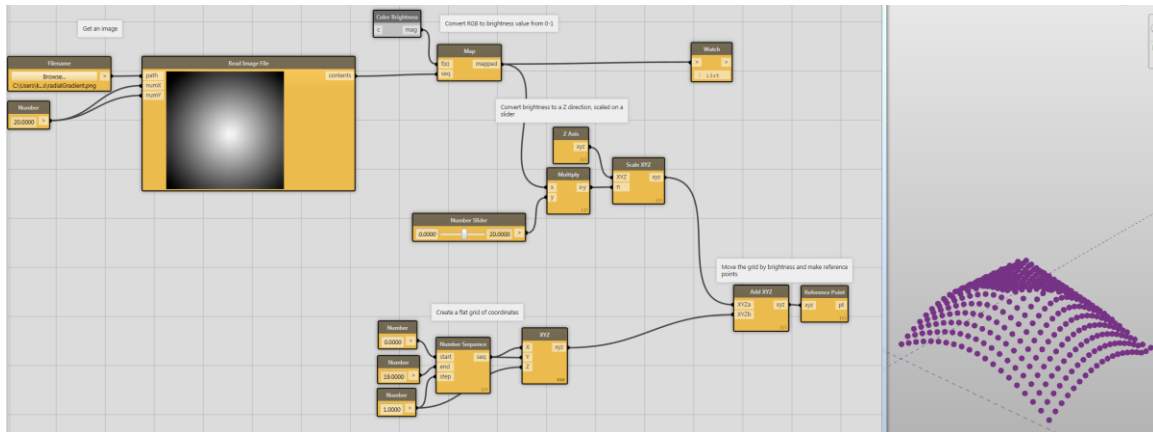 Get an image
Filename
Browse... >
C:\Users\k...s\radialGradient.png
Number
20.0000 >
Read Image File
path contents
numX
numY
Color Brightness
c mag
Convert RGB to brightness value from 0-1
Map
f(x) mapped
seq
Watch
> >
List
Convert brightness to a Z direction, scaled on a
slider
Z Axis
xyz
Multiply
x x·y
y
Scale XYZ
XYZ xyz
n
Number Slider
0.0000 20.0000 >
Move the grid by brightness and make reference
points
Add XYZ
XYZa xyz
XYZb
Reference Point
xyz pt
Create a flat grid of coordinates
Number
0.0000 >
Number
19.0000 >
Number
1.0000 >
Number Sequence
start seq
end
step
XYZ
X xyz
Y
Z